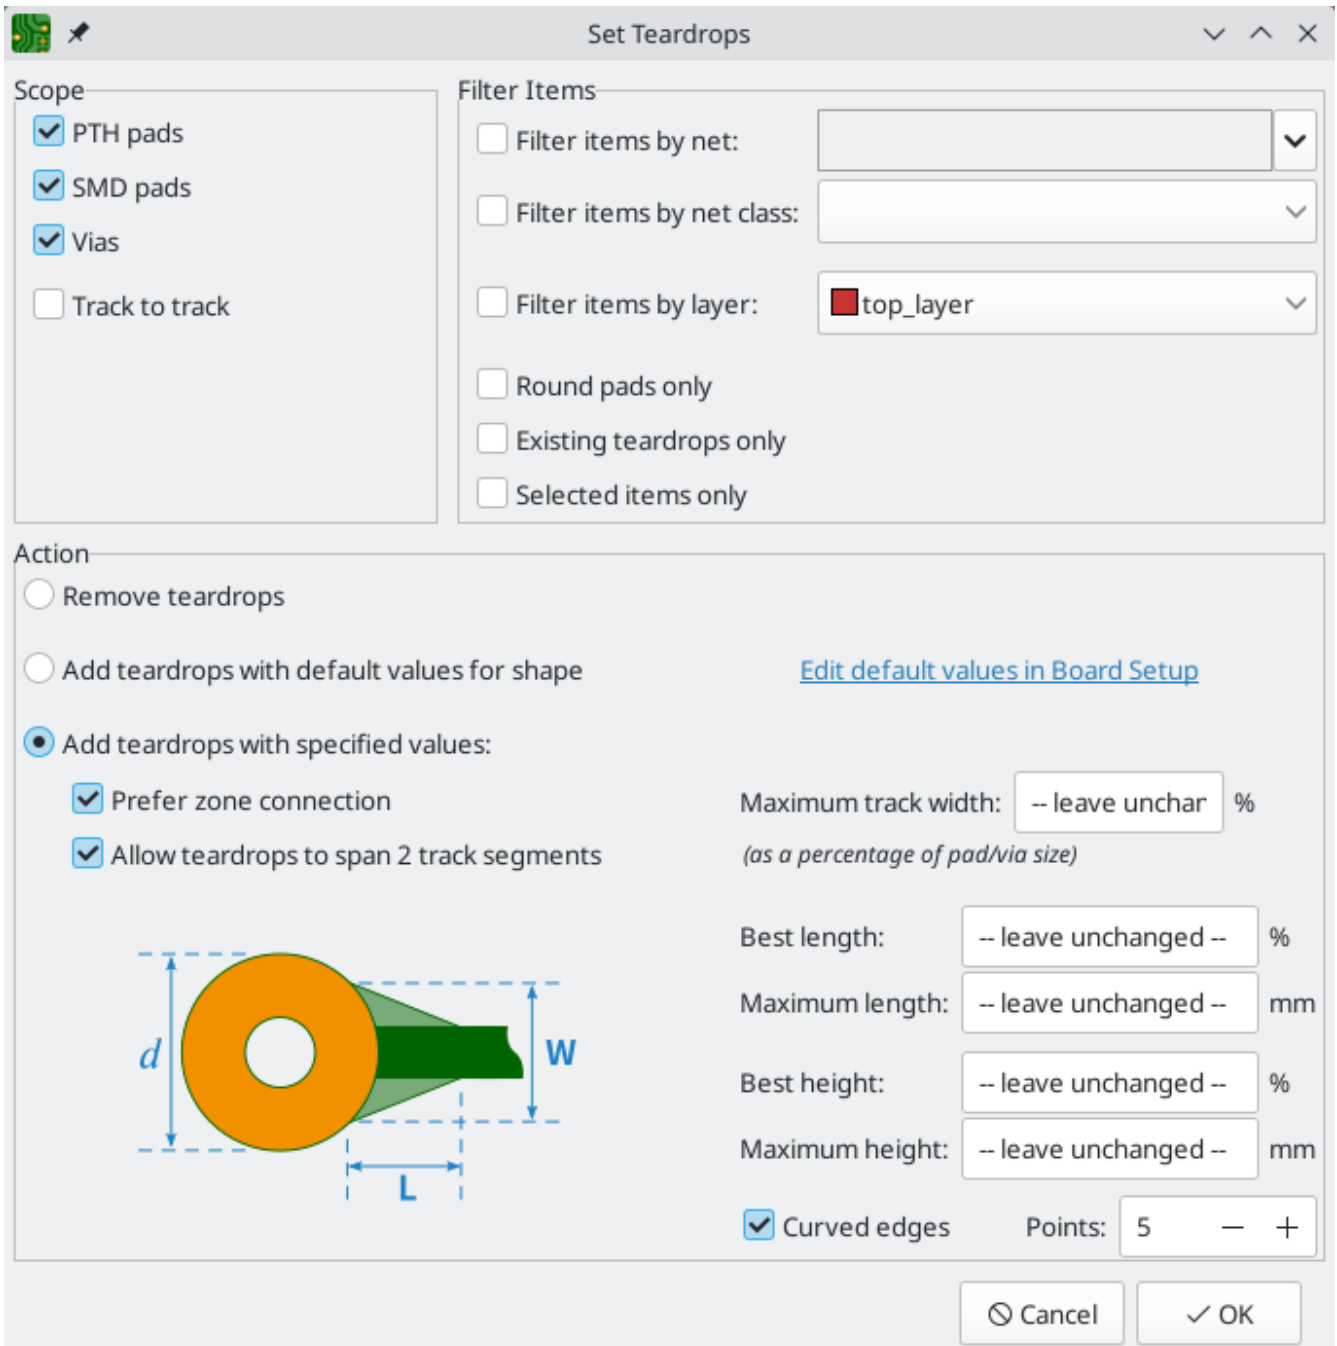 Set Teardrops
Scope
PTH pads
SMD pads
Vias
Track to track
Filter Items
Filter items by net:
Filter items by net class:
Filter items by layer: top_layer
Round pads only
Existing teardrops only
Selected items only
Action
Remove teardrops
Add teardrops with default values for shape Edit default values in Board Setup
Add teardrops with specified values:
Prefer zone connection
Allow teardrops to span 2 track segments
d
W
L
Maximum track width: -- leave unchar %
(as a percentage of pad/via size)
Best length: -- leave unchanged -- %
Maximum length: -- leave unchanged -- mm
Best height: -- leave unchanged -- %
Maximum height: -- leave unchanged -- mm
Curved edges Points: 5
Cancel OK